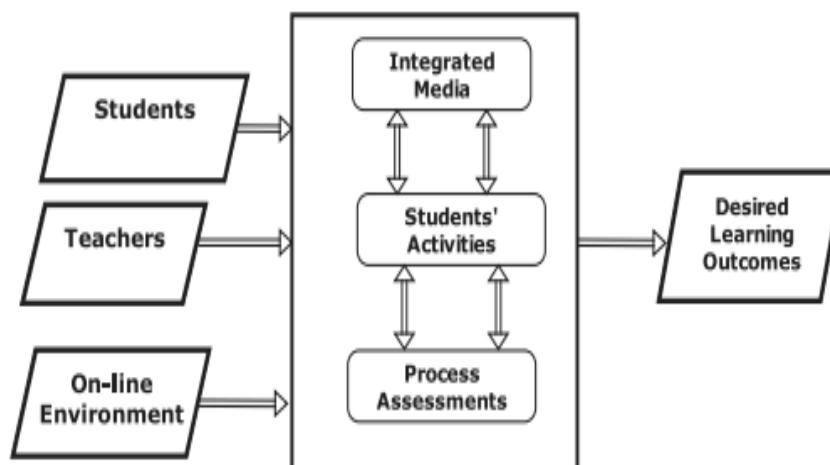 Students
Teachers
On-line
Environment
Integrated
Media
Students'
Activities
Process
Assessments
Desired
Learning
Outcomes